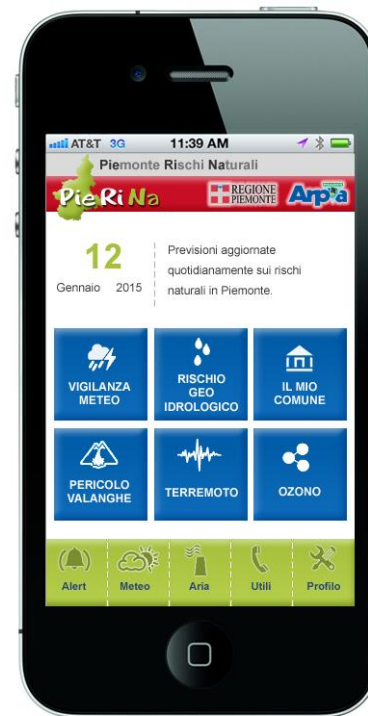 AT&T 3G 11:39 AM
Piemonte Rischi Naturali
PieRiNa REGIONE PIEMONTE Arpa
12
Gennaio 2015
Previsioni aggiornate
quotidianamente sui rischi
naturali in Piemonte.
VIGILANZA
METEO
RISCHIO
GEO
IDROLOGICO
IL MIO
COMUNE
PERICOLO
VALANGHE
TERREMOTO
OZONO
Alert Meteo Aria Utili Profilo